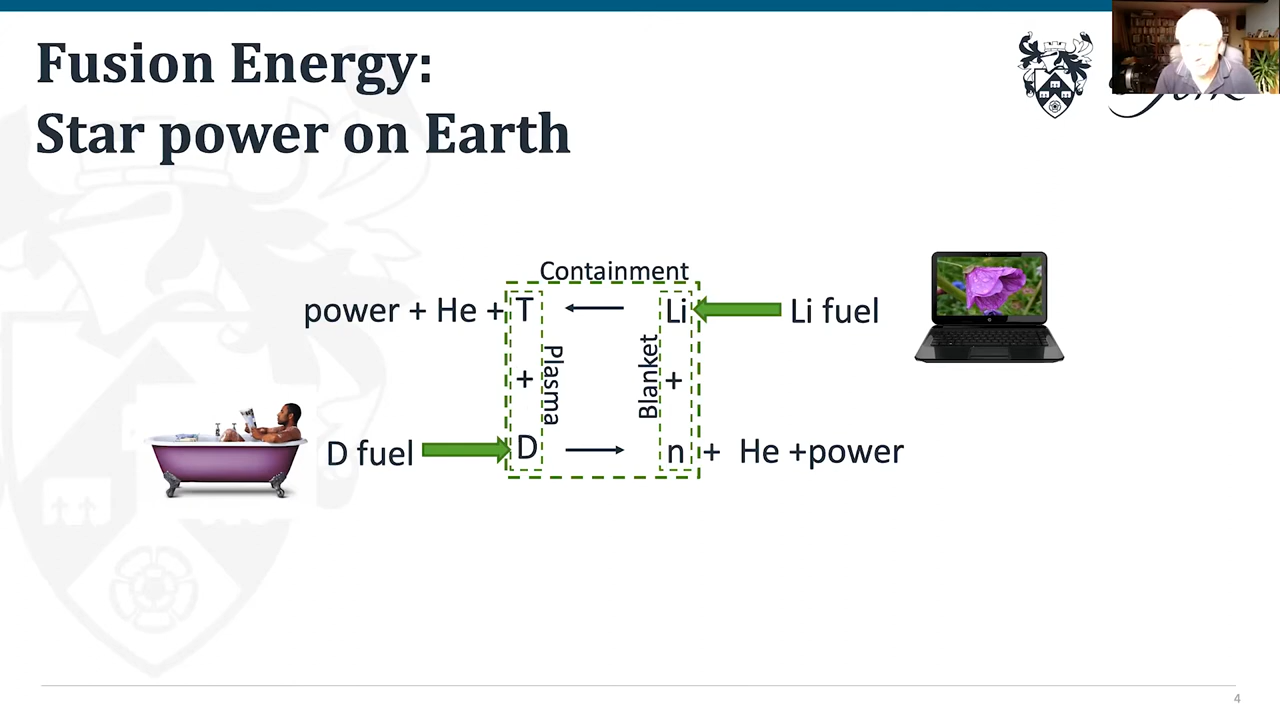 Fusion Energy:
Star power on Earth
Containment
power + He + T
Li
Li fuel
+
Plasma
Blanket
+
D fuel
D
n + He +power
4